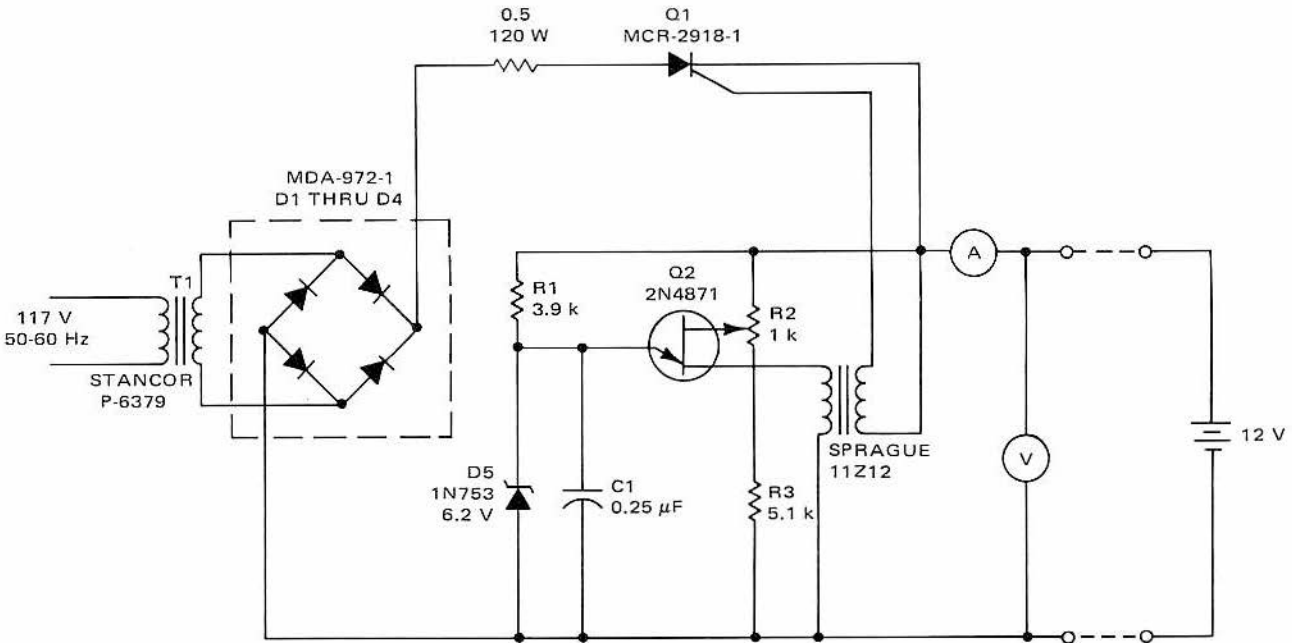 0.5
120 W
Q1
MCR-2918-1
MDA-972-1
D1 THRU D4
T1
117 V
50-60 Hz
STANCOR
P-6379
R1
3.9 k
Q2
2N4871
R2
1 k
A
D5
1N753
6.2 V
C1
0.25 μF
R3
5.1 k
SPRAGUE
11Z12
V
12 V